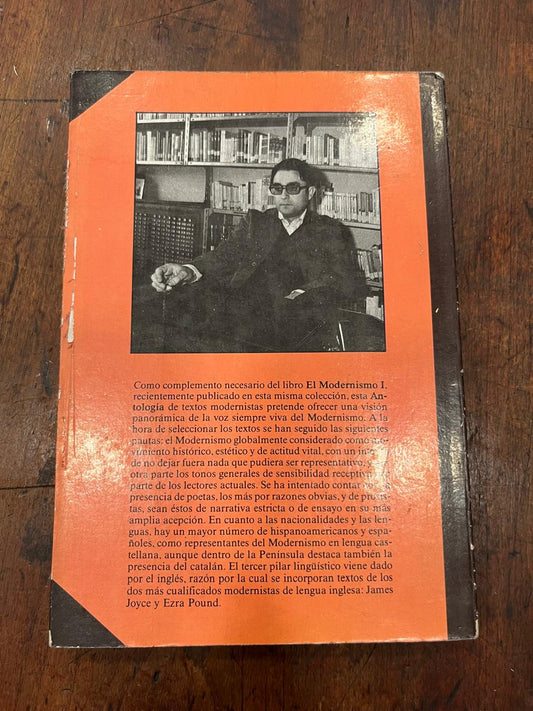 Como complemento necesario del libro El Modernismo I,
recientemente publicado en esta misma colección, esta An-
tología de textos modernistas pretende ofrecer una visión
panorámica de la voz siempre viva del Modernismo. A la
hora de seleccionar los textos se han seguido las siguientes
pautas: el Modernismo globalmente considerado como mo-
vimiento histórico, estético y de actitud vital, con un
de no dejar fuera nada que pudiera ser representativo,
otra parte los tonos generales de sensibilidad
parte de los lectores actuales. Se ha intentado contar
presencia de poetas, los más por razones obvias, y de
tas, sean éstos de narrativa estricta o de ensayo en su más
amplia acepción. En cuanto a las nacionalidades y las len-
guas, hay un mayor número de hispanoamericanos y espa-
ñoles, como representantes del Modernismo en lengua cas-
tellana, aunque dentro de la Península destaca también la
presencia del catalán. El tercer pilar lingüístico viene dado
por el inglés, razón por la cual se incorporan textos de los
dos más cualificados modernistas de lengua inglesa: James
Joyce y Ezra Pound.